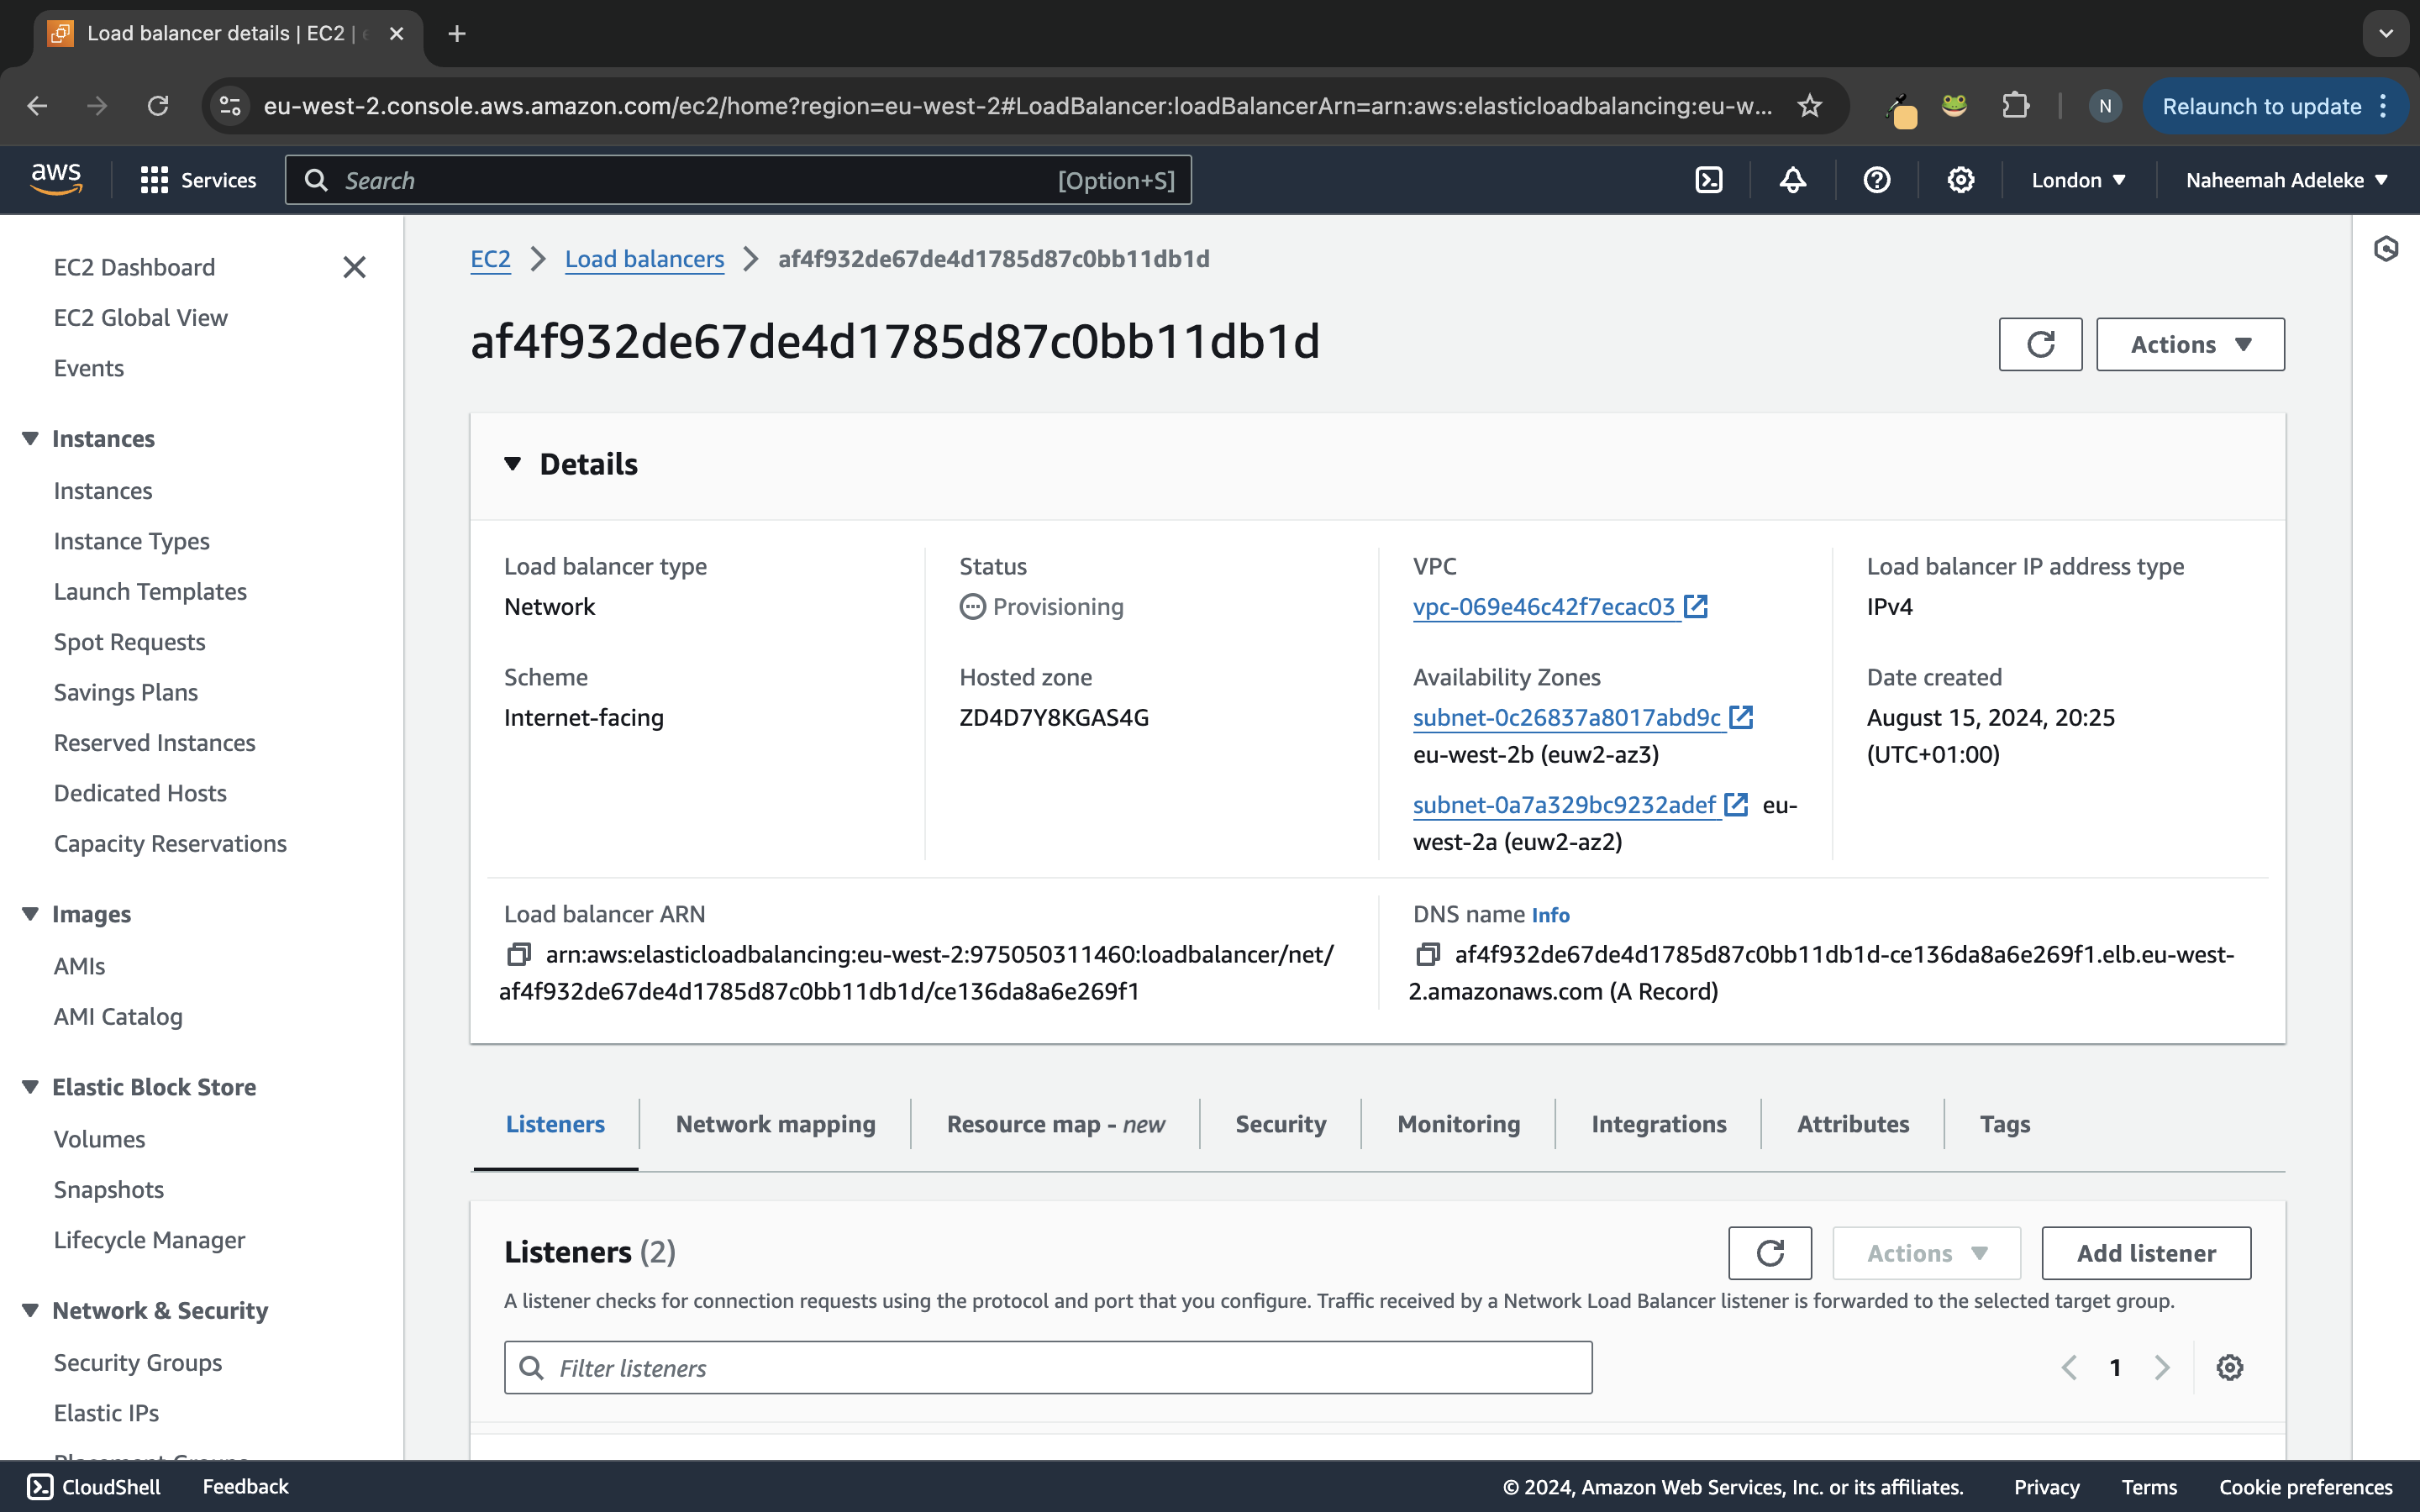 Load balancer details | EC2 |
eu-west-2.console.aws.amazon.com/ec2/home?region=eu-west-2#LoadBalancer:loadBalancerArn=arn:aws:elasticloadbalancing:eu-w...
N
Relaunch to update
aws
Services
Search
[Option+S]
London
Naheemah Adeleke
EC2 Dashboard
EC2 Global View
Events
Instances
Instances
Instance Types
Launch Templates
Spot Requests
Savings Plans
Reserved Instances
Dedicated Hosts
Capacity Reservations
Images
AMIs
AMI Catalog
Elastic Block Store
Volumes
Snapshots
Lifecycle Manager
Network & Security
Security Groups
Elastic IPs
EC2 > Load balancers > af4f932de67de4d1785d87c0bb11db1d
af4f932de67de4d1785d87c0bb11db1d
Actions
Details
Load balancer type
Network
Status
Provisioning
VPC
vpc-069e46c42f7ecac03
Load balancer IP address type
IPv4
Scheme
Internet-facing
Hosted zone
ZD4D7Y8KGAS4G
Availability Zones
subnet-0c26837a8017abd9c
eu-west-2b (euw2-az3)
subnet-0a7a329bc9232adef eu-
west-2a (euw2-az2)
Date created
August 15, 2024, 20:25
(UTC+01:00)
Load balancer ARN
arn:aws:elasticloadbalancing:eu-west-2:975050311460:loadbalancer/net/
af4f932de67de4d1785d87c0bb11db1d/ce136da8a6e269f1
DNS name Info
af4f932de67de4d1785d87c0bb11db1d-ce136da8a6e269f1.elb.eu-west-
2.amazonaws.com (A Record)
Listeners
Network mapping
Resource map - new
Security
Monitoring
Integrations
Attributes
Tags
Listeners (2)
Actions
Add listener
A listener checks for connection requests using the protocol and port that you configure. Traffic received by a Network Load Balancer listener is forwarded to the selected target group.
Filter listeners
1
CloudShell
Feedback
© 2024, Amazon Web Services, Inc. or its affiliates.
Privacy
Terms
Cookie preferences